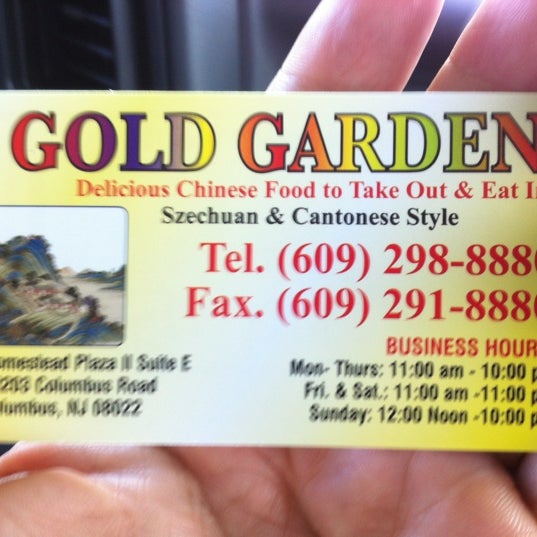 GOLD GARDEN
Delicious Chinese Food to Take Out & Eat I
Szechuan & Cantonese Style
Tel. (609) 298-888
Fax. (609) 291-888
BUSINESS HOUR
omestead Plaza II Suite E
203 Columbus Road
lumbus, NJ 08022
Mon- Thurs: 11:00 am - 10:00 p
Fri. & Sat.: 11:00 am -11:00 p
Sunday: 12:00 Noon -10:00 p